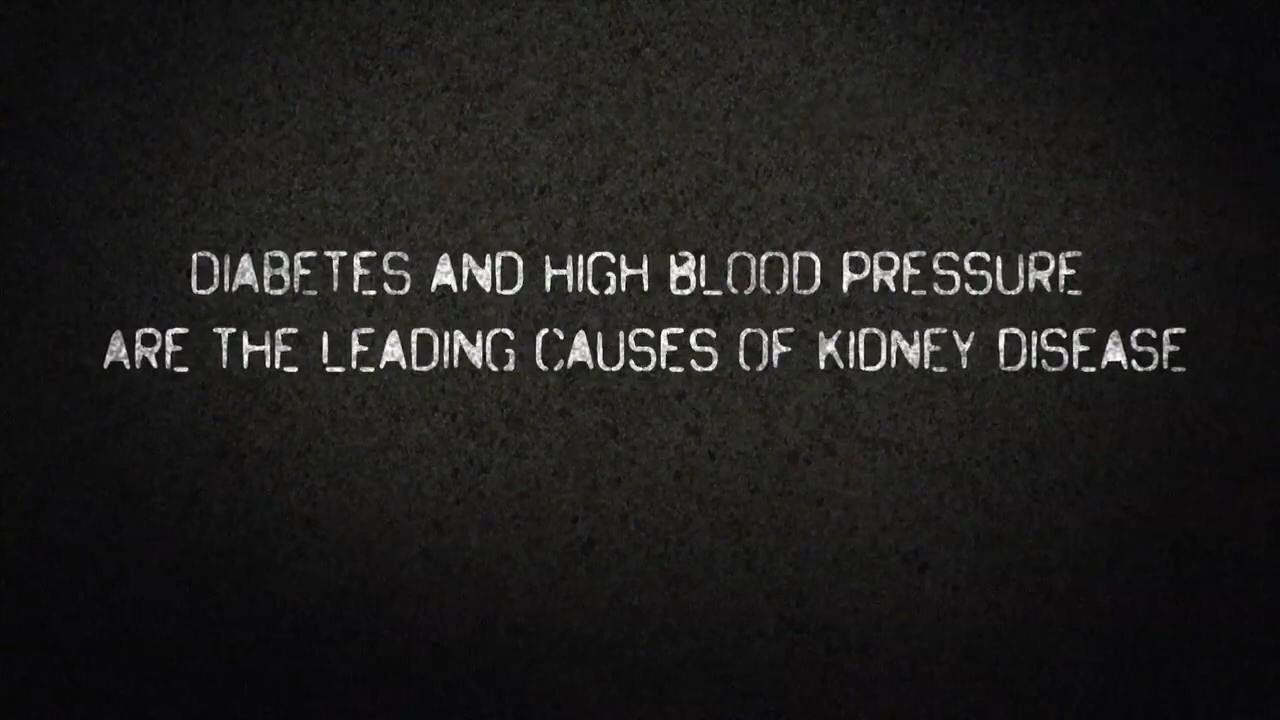 DIABETES AND HIGH BLOOD PRESSURE
ARE THE LEADING CAUSES OF KIDNEY DISEASE